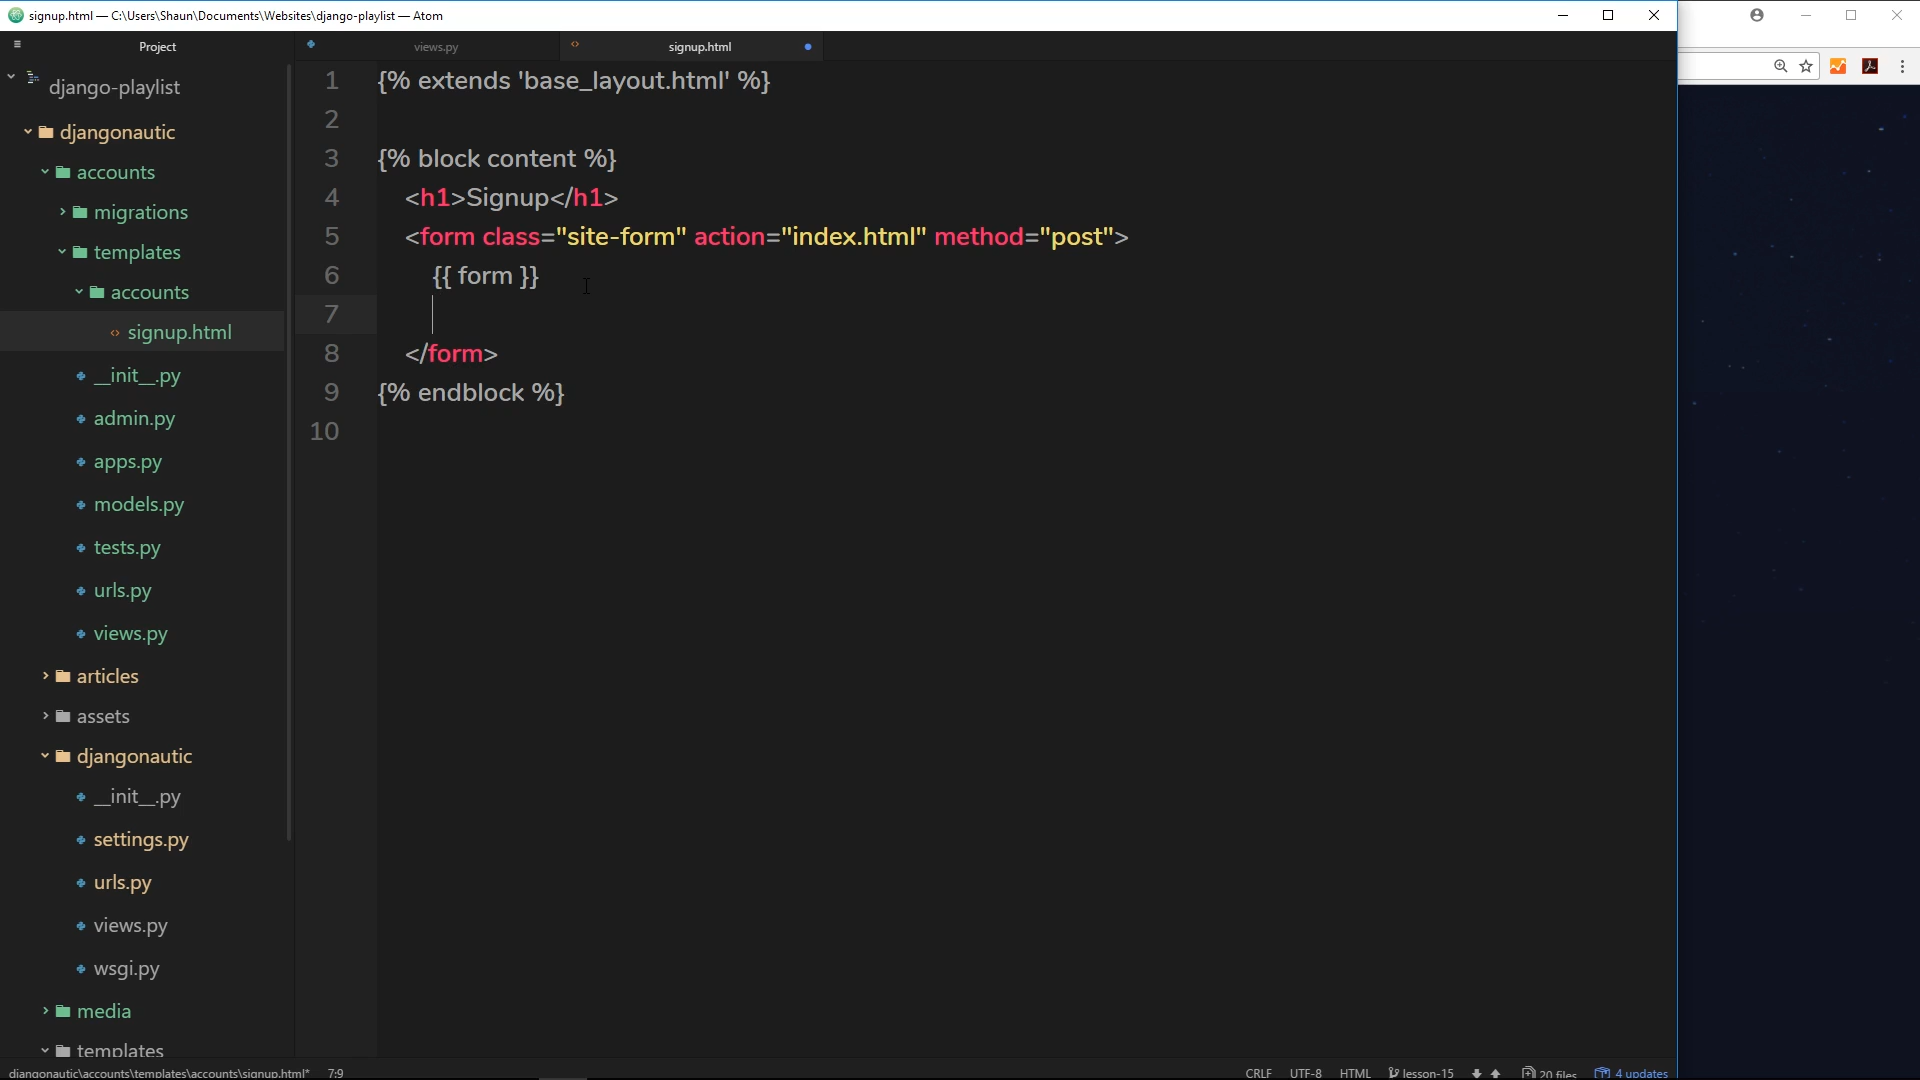 signup.html — C:\Users\Shaun\Documents\Websites\django-playlist — Atom
Project
views.py
signup.html
django-playlist
djangonautic
accounts
migrations
templates
accounts
signup.html
__init__.py
admin.py
apps.py
models.py
tests.py
urls.py
views.py
articles
assets
djangonautic
__init__.py
settings.py
urls.py
views.py
wsgi.py
media
templates
1 {% extends 'base_layout.html' %}
2
3 {% block content %}
4 <h1>Signup</h1>
5 <form class="site-form" action="index.html" method="post">
6 {{ form }}
7
8 </form>
9 {% endblock %}
10
djangonautic\accounts\templates\accounts\signup.html* 7:9
CRLF UTF-8 HTML lesson-15 20 files 4 updates